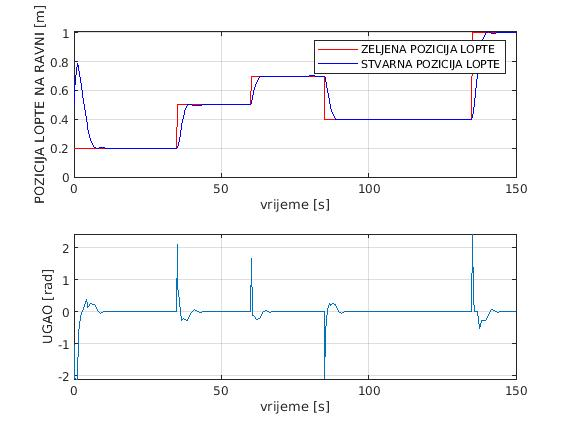 POZICIJA LOPTE NA RAVNI [m]
1
0.8
0.6
0.4
0.2
0
ZELJENA POZICIJA LOPTE
STVARNA POZICIJA LOPTE
0 50 100 150
vrijeme [s]
UGAO [rad]
2
1
0
-1
-2
0 50 100 150
vrijeme [s]